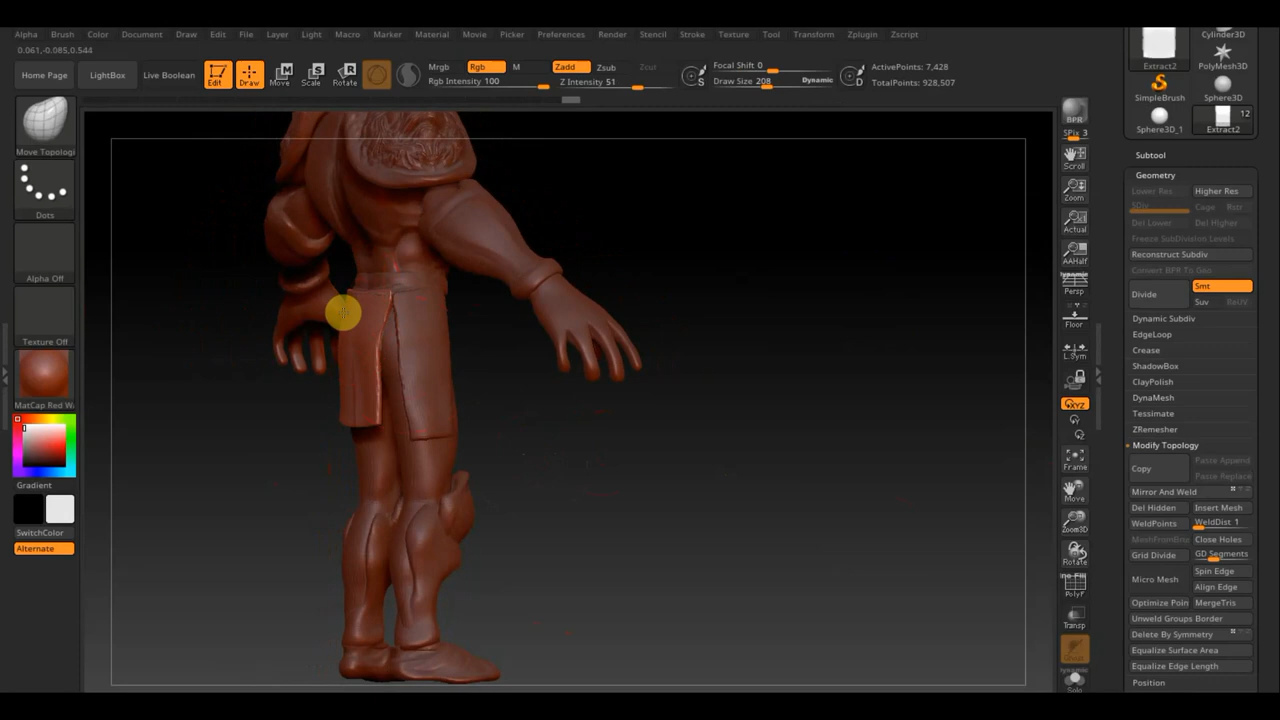 Alpha Brush Color Document Draw Edit File Layer Light Macro Marker Material Movie Picker Preferences Render Stencil Stroke Texture Tool Transform Zplugin Zscript
0.061,-0.085,0.544
Home Page
LightBox
Live Boolean
Edit
Draw
Move
Scale
Rotate
Mrgb Rgb M
Rgb Intensity 100
Zadd Zsub Zcut
Z Intensity 51
S
Focal Shift 0
Draw Size 208 Dynamic
D
ActivePoints: 7,428
TotalPoints: 928,507
Move Topologi
Dots
Alpha Off
Texture Off
MatCap Red W
Gradient
SwitchColor
Alternate
BPR
SPix 3
Scroll
Zoom
Actual
AAHalf
Dynamic
Persp
Floor
L.Sym
XYZ
Y
Z
Frame
Move
Zoom3D
Rotate
Line Fill
PolyF
Transp
Ghost
Dynamic
Solo
Cylinder3D
Extract2
PolyMesh3D
SimpleBrush
Sphere3D
12
Sphere3D_1
Extract2
Subtool
Geometry
Lower Res Higher Res
SDiv Cage Rstr
Del Lower Del Higher
Freeze SubDivision Levels
Reconstruct Subdiv
Convert BPR To Geo
Divide
Smt
Suv ReUV
Dynamic Subdiv
EdgeLoop
Crease
ShadowBox
ClayPolish
DynaMesh
Tessimate
ZRemesher
Modify Topology
Copy
Paste Append
Paste Replace
Mirror And Weld
Del Hidden Insert Mesh
WeldPoints WeldDist 1
MeshFromBru Close Holes
Grid Divide GD Segments
Micro Mesh
Spin Edge
Align Edge
Optimize Poin MergeTris
Unweld Groups Border
Delete By Symmetry
Equalize Surface Area
Equalize Edge Length
Position